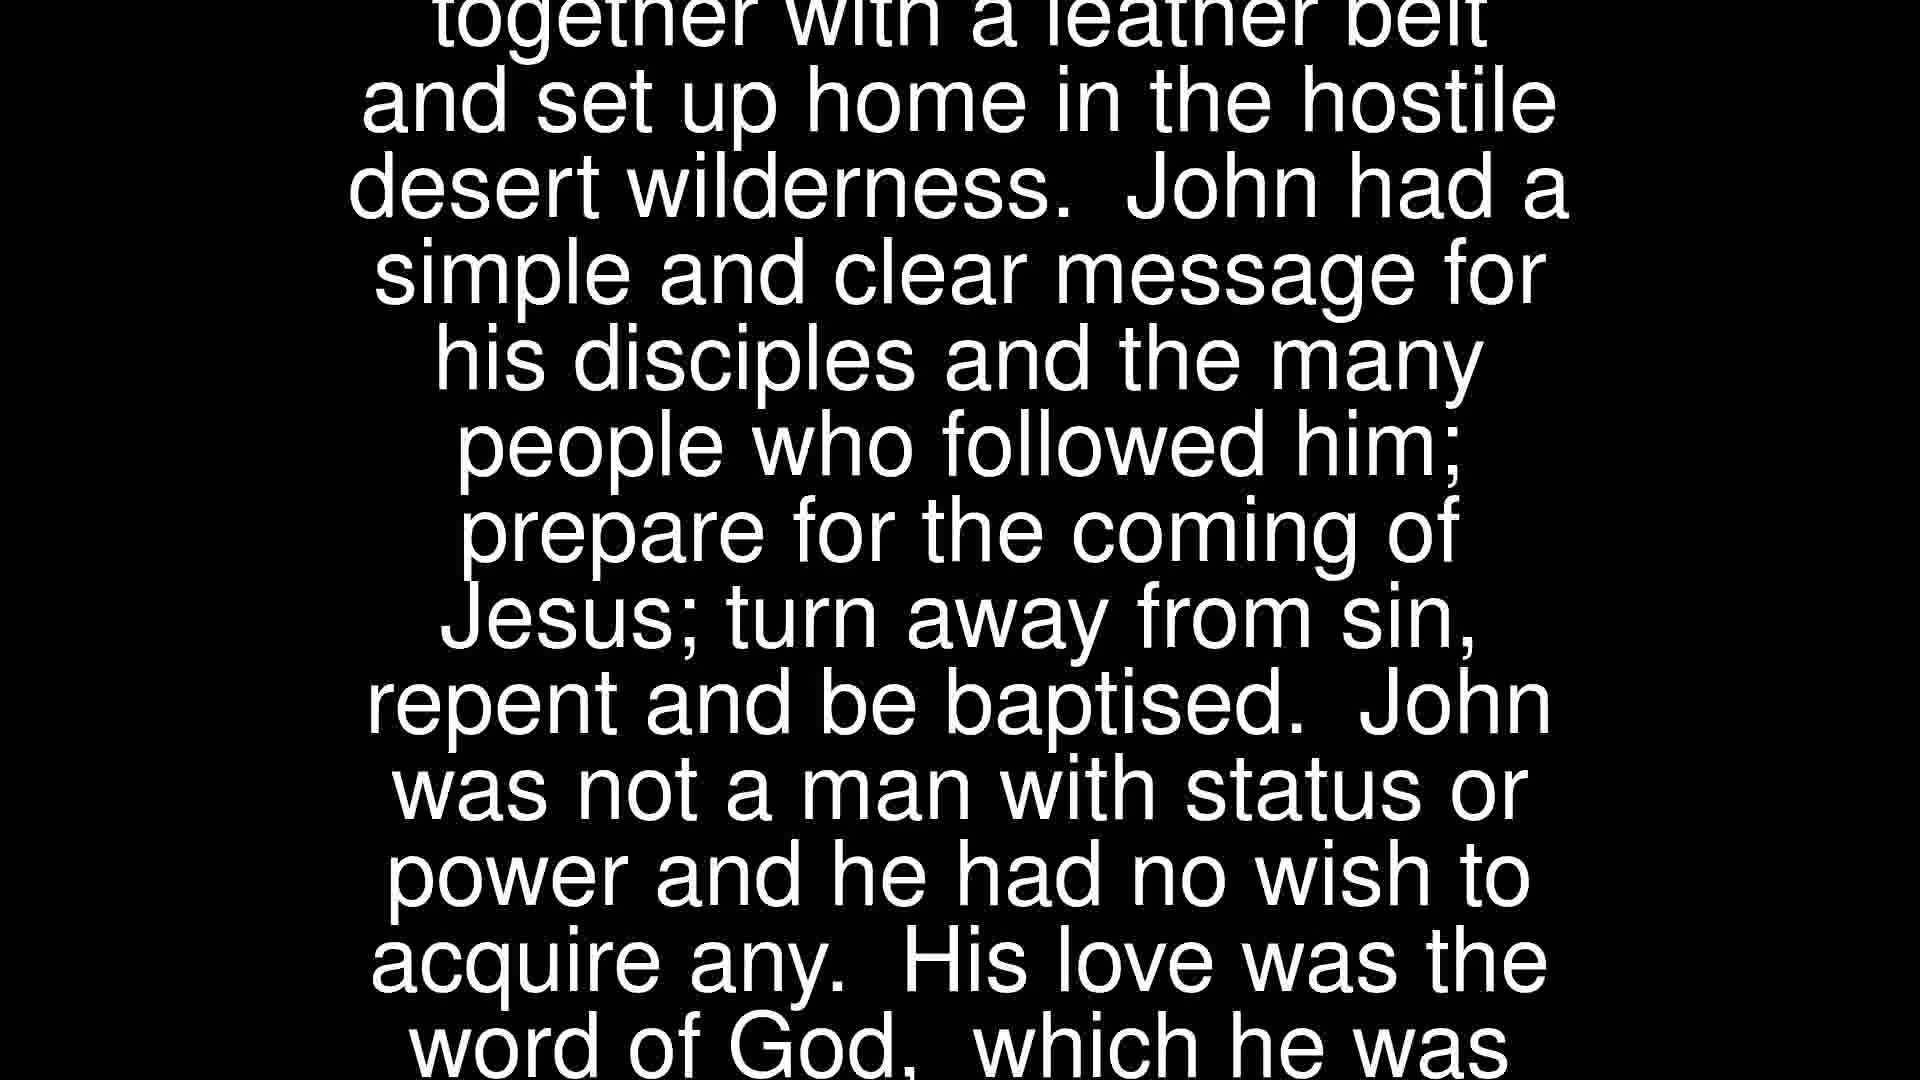 together with a leather belt
and set up home in the hostile
desert wilderness.  John had a
simple and clear message for
his disciples and the many
people who followed him;
prepare for the coming of
Jesus; turn away from sin,
repent and be baptised.  John
was not a man with status or
power and he had no wish to
acquire any.  His love was the
word of God,  which he was